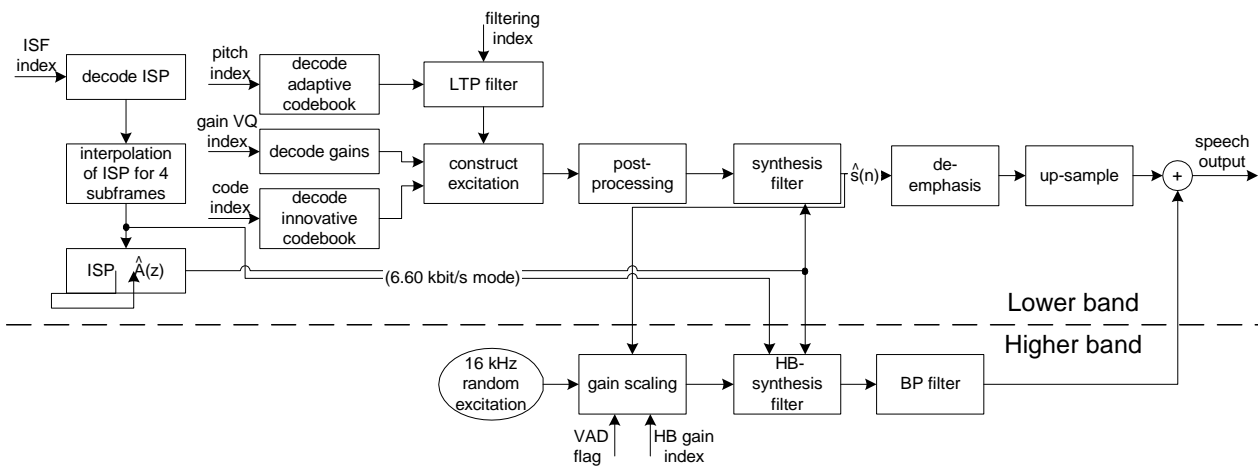 ISF
index
decode ISP
interpolation
of ISP for 4
subframes
ISP Â(z)
pitch
index
decode
adaptive
codebook
filtering
index
LTP filter
gain VQ
index
decode gains
code
index
decode
innovative
codebook
construct
excitation
post-
processing
synthesis
filter
ŝ(n)
de-
emphasis
up-sample
+
speech
output
(6.60 kbit/s mode)
Lower band
Higher band
16 kHz
random
excitation
gain scaling
HB-
synthesis
filter
BP filter
VAD
flag
HB gain
index